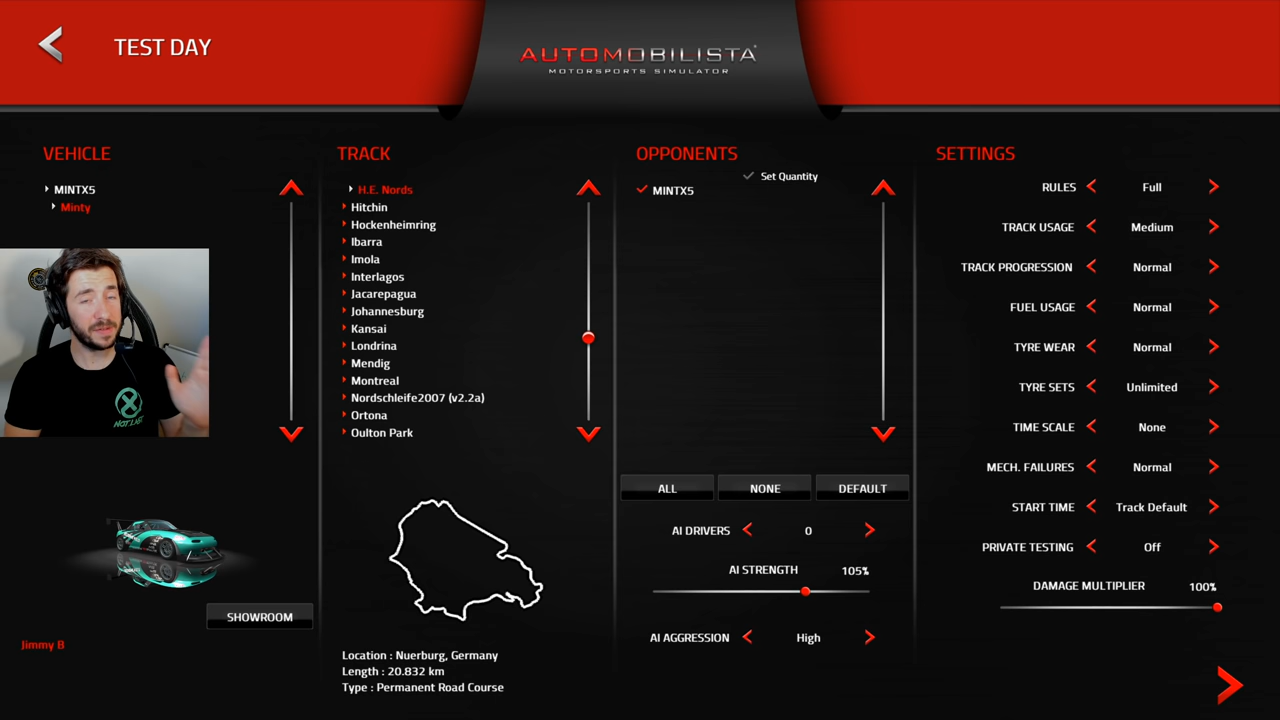 TEST DAY
AUTOMOBILISTA
MOTORSPORTS SIMULATOR
VEHICLE
MINTX5
Minty
NOT LAST
SHOWROOM
Jimmy B
TRACK
H.E. Nords
Hitchin
Hockenheimring
Ibarra
Imola
Interlagos
Jacarepagua
Johannesburg
Kansai
Londrina
Mendig
Montreal
Nordschleife2007 (v2.2a)
Ortona
Oulton Park
Location : Nuerburg, Germany
Length : 20.832 km
Type : Permanent Road Course
OPPONENTS
Set Quantity
MINTX5
ALL NONE DEFAULT
AI DRIVERS 0
AI STRENGTH 105%
AI AGGRESSION High
SETTINGS
RULES Full
TRACK USAGE Medium
TRACK PROGRESSION Normal
FUEL USAGE Normal
TYRE WEAR Normal
TYRE SETS Unlimited
TIME SCALE None
MECH. FAILURES Normal
START TIME Track Default
PRIVATE TESTING Off
DAMAGE MULTIPLIER 100%